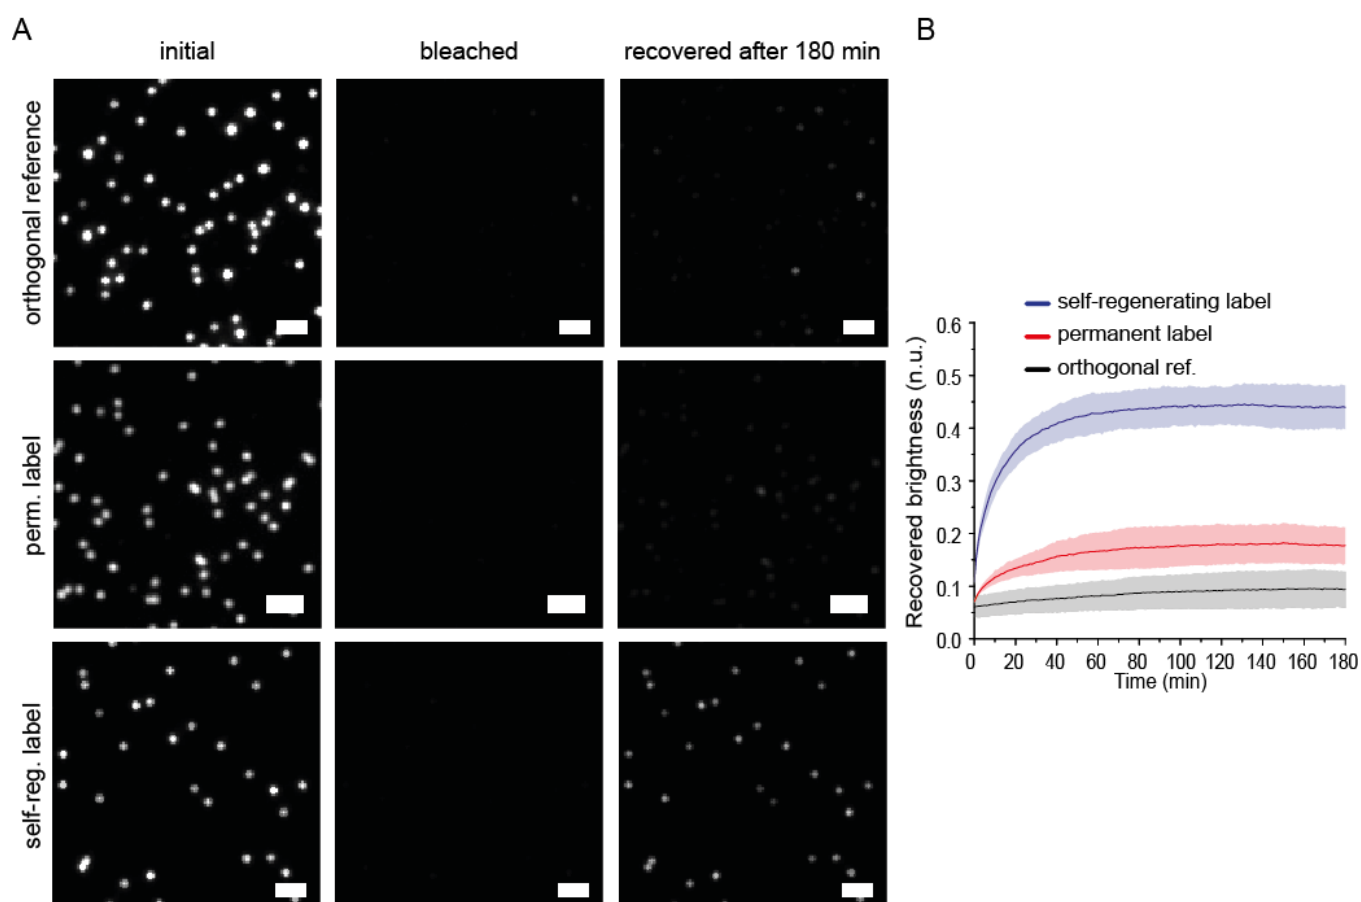 A
initial
bleached
recovered after 180 min
B
orthogonal reference
perm. label
self-reg. label
self-regenerating label
permanent label
orthogonal ref.
Recovered brightness (n.u.)
0.6
0.5
0.4
0.3
0.2
0.1
0.0
0 20 40 60 80 100 120 140 160 180
Time (min)